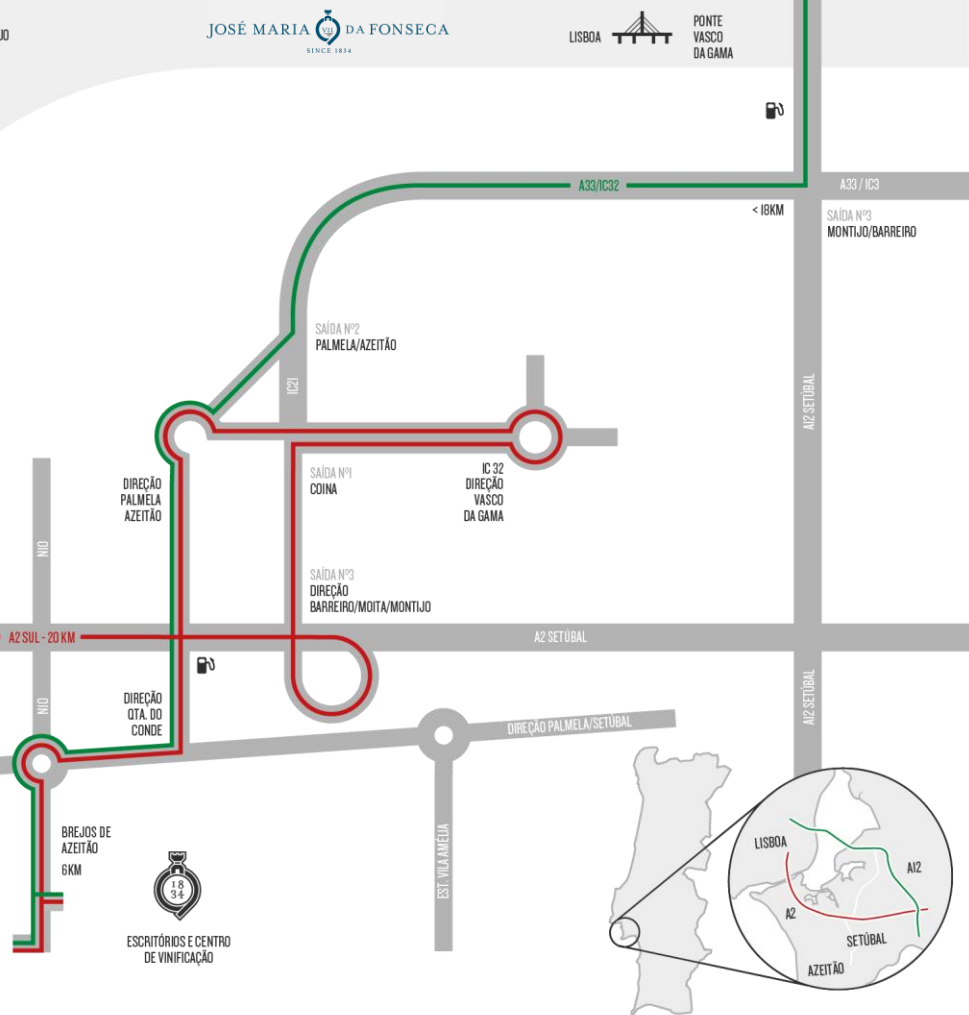 JO
JOSÉ MARIA DA FONSECA
VII
SINCE 1834
LISBOA
PONTE
VASCO
DA GAMA
A33/IC32
A33 / IC3
< 18KM
SAÍDA Nº3
MONTIJO/BARREIRO
SAÍDA Nº2
PALMELA/AZEITÃO
IC21
A12 SETÚBAL
SAÍDA Nº1
COINA
IC 32
DIREÇÃO
VASCO
DA GAMA
DIREÇÃO
PALMELA
AZEITÃO
N10
SAÍDA Nº3
DIREÇÃO
BARREIRO/MOITA/MONTIJO
A2 SUL - 20 KM
A2 SETÚBAL
N10
DIREÇÃO
QTA. DO
CONDE
A12 SETÚBAL
DIREÇÃO PALMELA/SETÚBAL
BREJOS DE
AZEITÃO
6KM
EST. VILA AMÉLIA
18
34
ESCRITÓRIOS E CENTRO
DE VINIFICAÇÃO
LISBOA
A12
A2
SETÚBAL
AZEITÃO